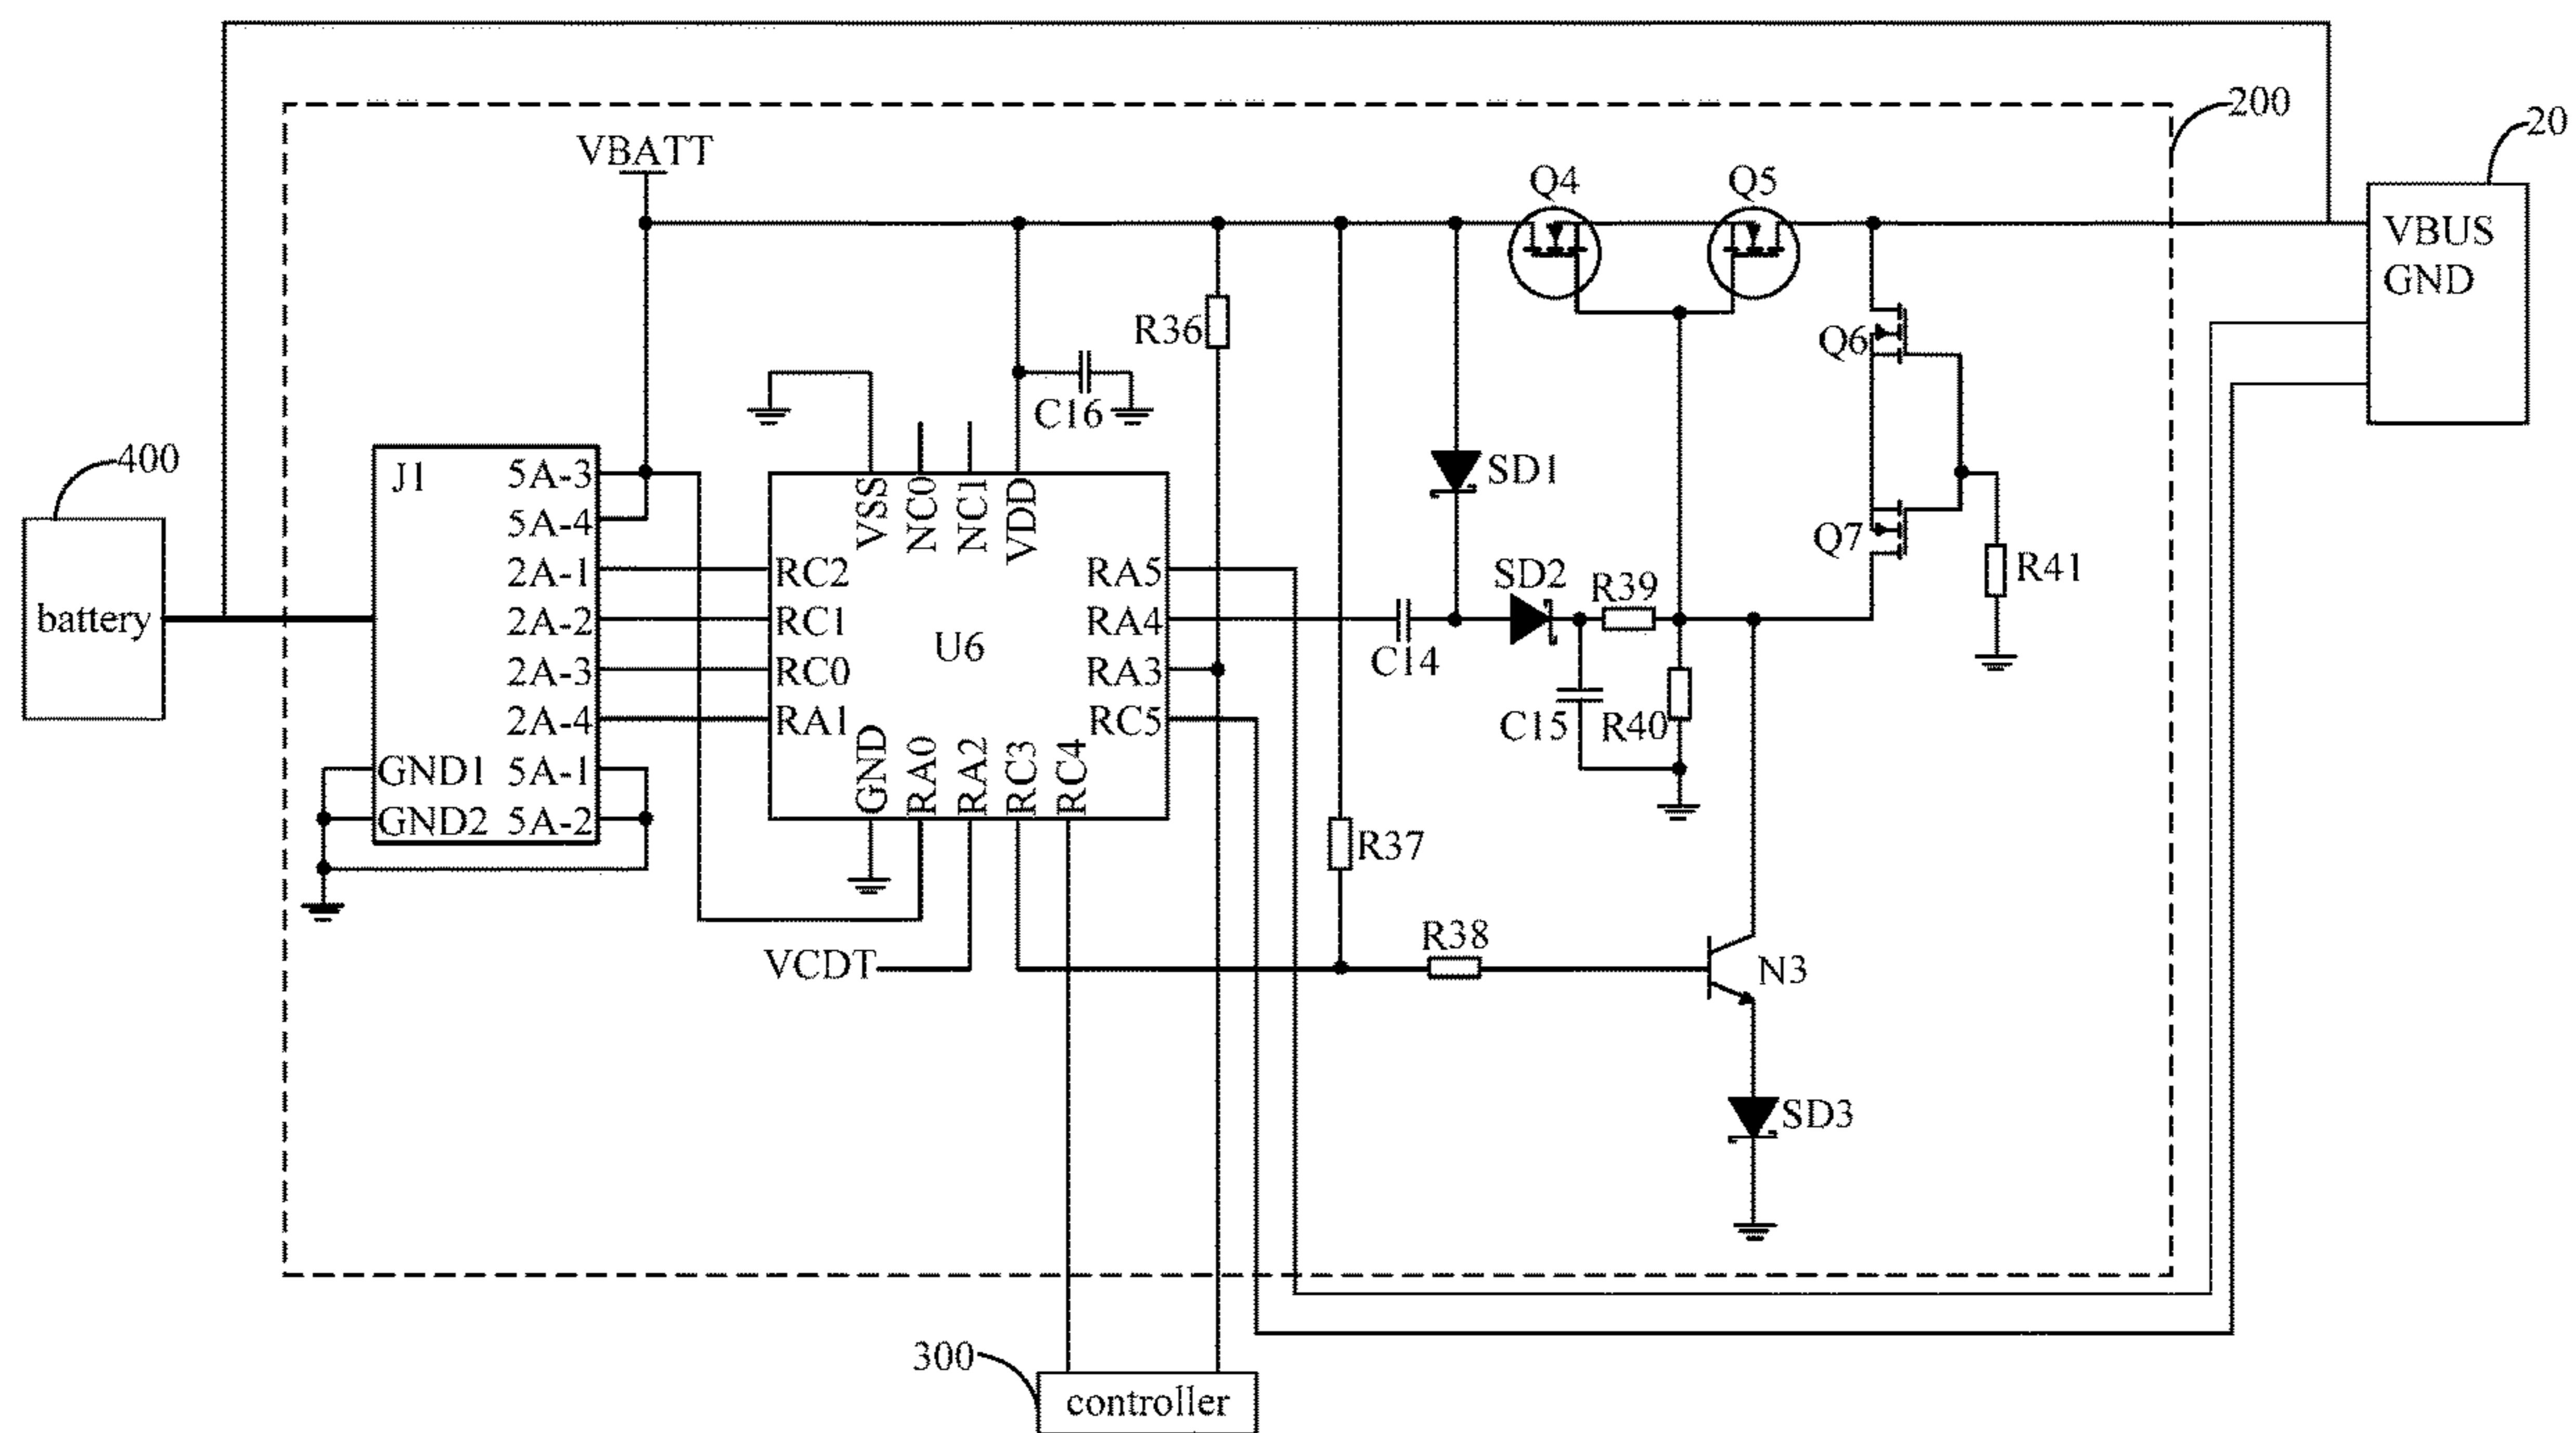 200
20
VBATT
Q4
Q5
VBUS
GND
R36
Q6
C16
400
J1
5A-3
5A-4
2A-1
2A-2
2A-3
2A-4
5A-1
5A-2
GND1
GND2
battery
VSS
NC0
NC1
VDD
RC2
RC1
RC0
RA1
U6
RA5
RA4
RA3
RC5
GND
RA0
RA2
RC3
RC4
SD1
SD2
R39
Q7
R41
C14
C15
R40
R37
VCDT
R38
N3
SD3
300
controller